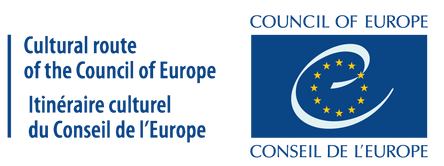 Cultural route
of the Council of Europe
Itinéraire culturel
du Conseil de l'Europe
COUNCIL OF EUROPE
CONSEIL DE L'EUROPE